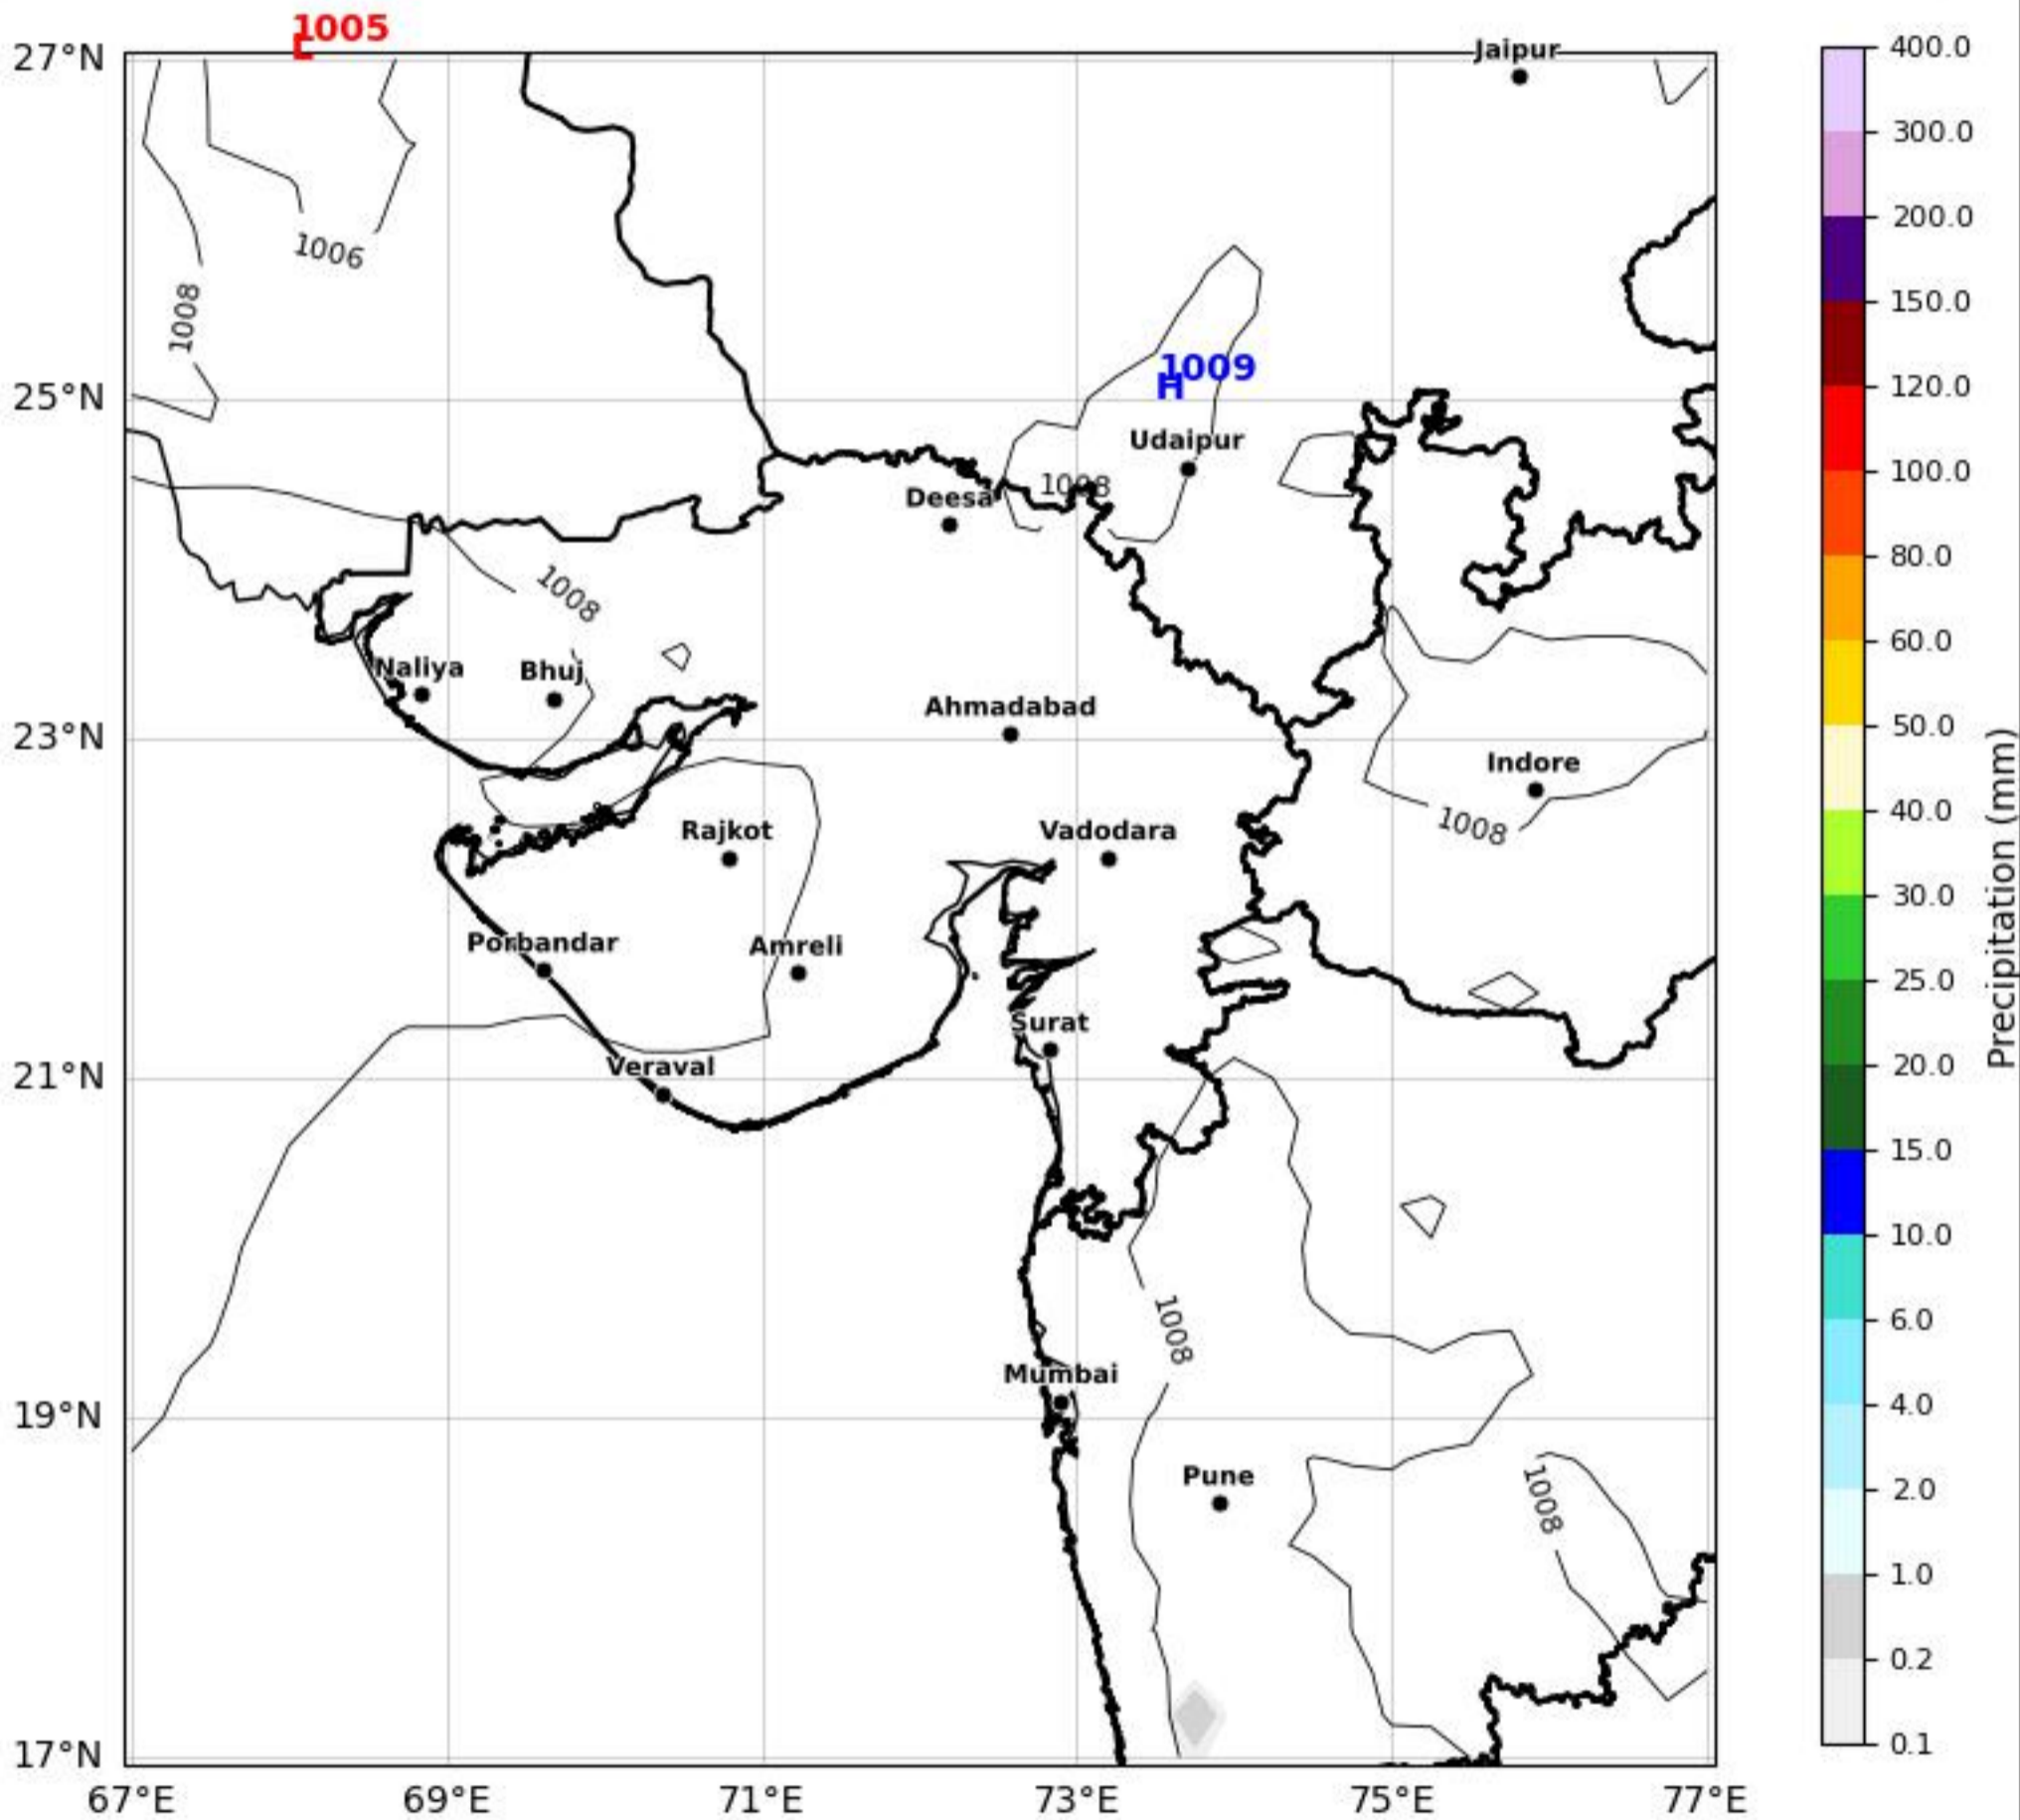 1005
L
27°N
Jaipur
400.0
300.0
1006
200.0
1008
150.0
1009
H
120.0
25°N
Udaipur
100.0
1008
Deesa
80.0
1008
60.0
Naliya
Bhuj
Ahmadabad
50.0
23°N
Indore
40.0
1008
Rajkot
Vadodara
30.0
Porbandar
Amreli
25.0
Surat
20.0
21°N
Veraval
15.0
10.0
1008
6.0
Mumbai
4.0
19°N
Pune
2.0
1008
1.0
0.2
17°N
0.1
67°E 69°E 71°E 73°E 75°E 77°E
Precipitation (mm)